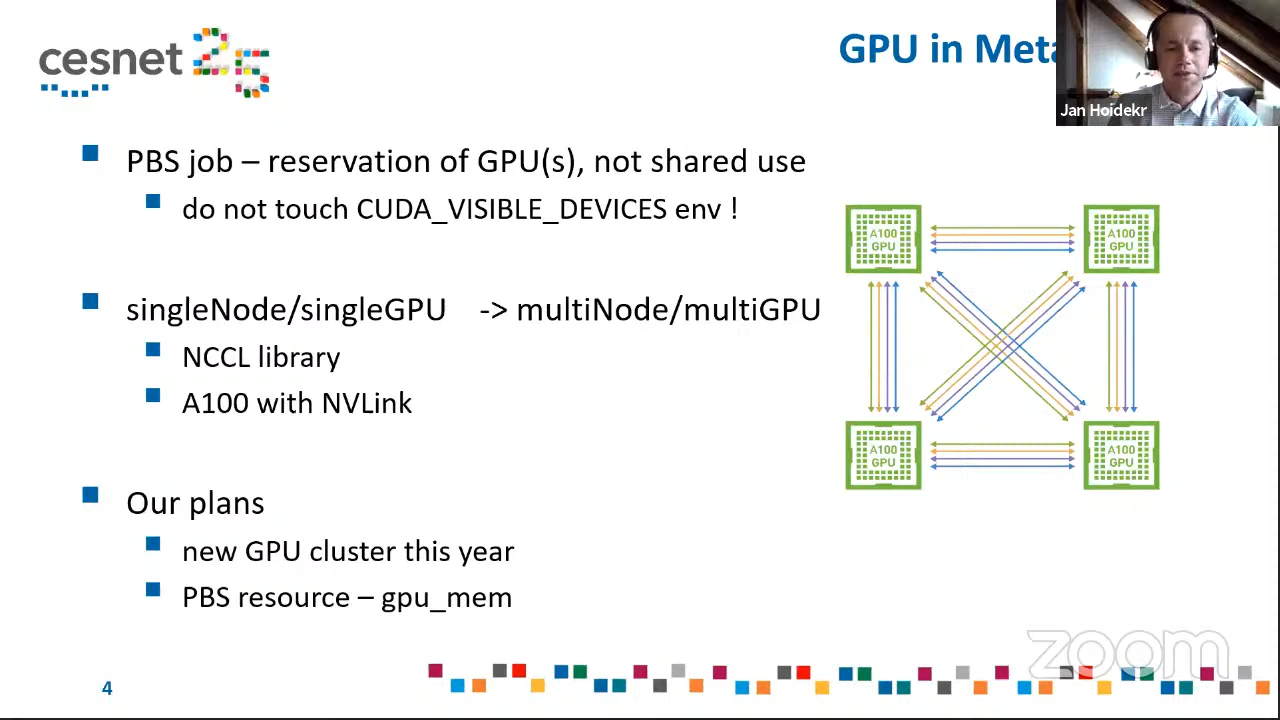 cesnet 25
GPU in Meta
Jan Hoidekr
PBS job – reservation of GPU(s), not shared use
do not touch CUDA_VISIBLE_DEVICES env !
singleNode/singleGPU -> multiNode/multiGPU
NCCL library
A100 with NVLink
Our plans
new GPU cluster this year
PBS resource – gpu_mem
A100
GPU
A100
GPU
A100
GPU
A100
GPU
zoom
4